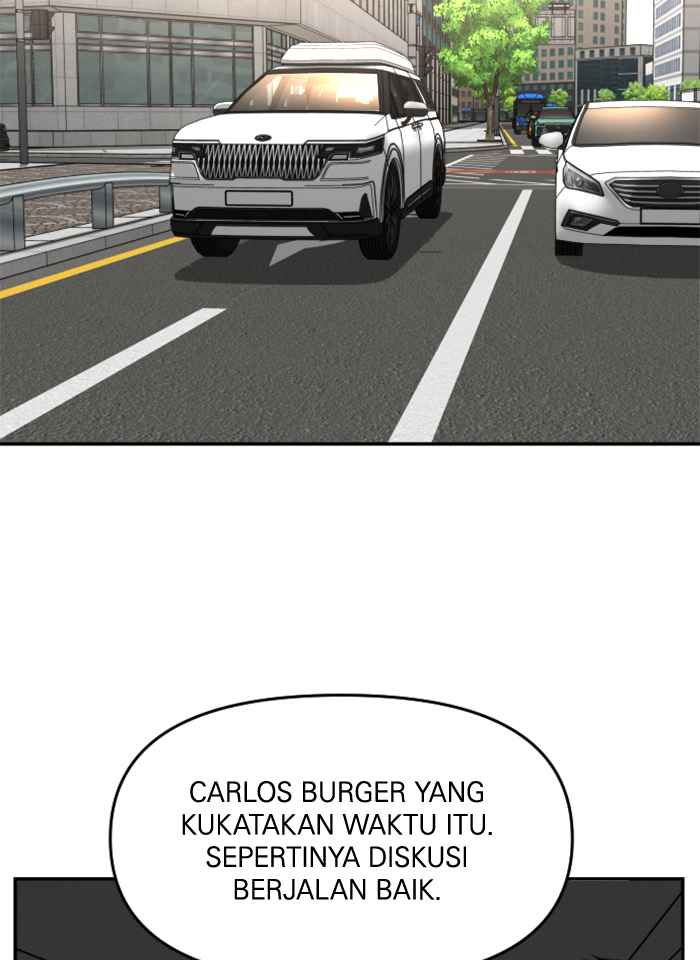 CARLOS BURGER YANG
KUKATAKAN WAKTU ITU.
SEPERTINYA DISKUSI
BERJALAN BAIK.